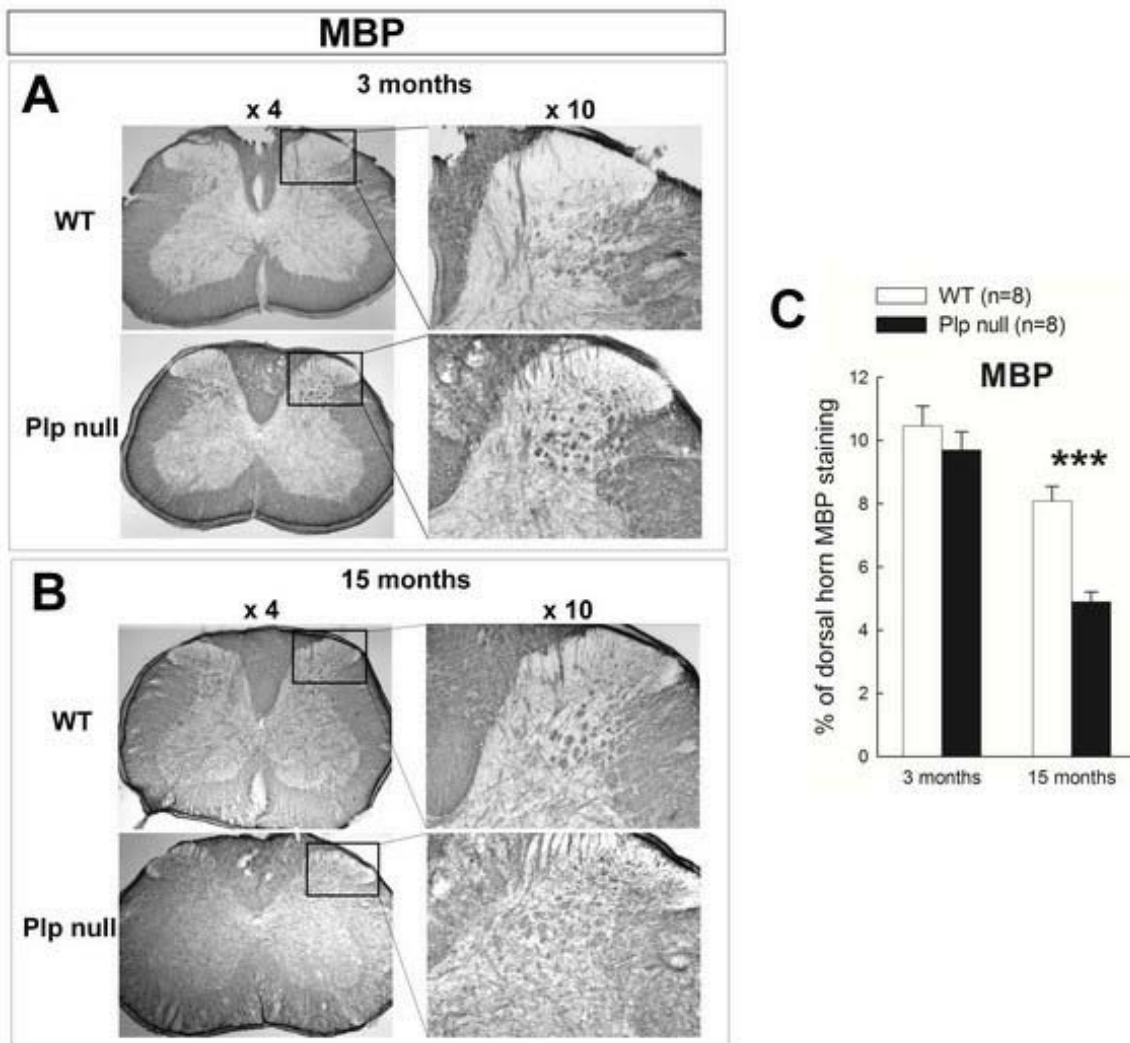 MBP
A
3 months
x 4
x 10
WT
Plp null
B
15 months
x 4
x 10
WT
Plp null
C
WT (n=8)
Plp null (n=8)
MBP
% of dorsal horn MBP staining
12
10
8
6
4
2
0
***
3 months
15 months